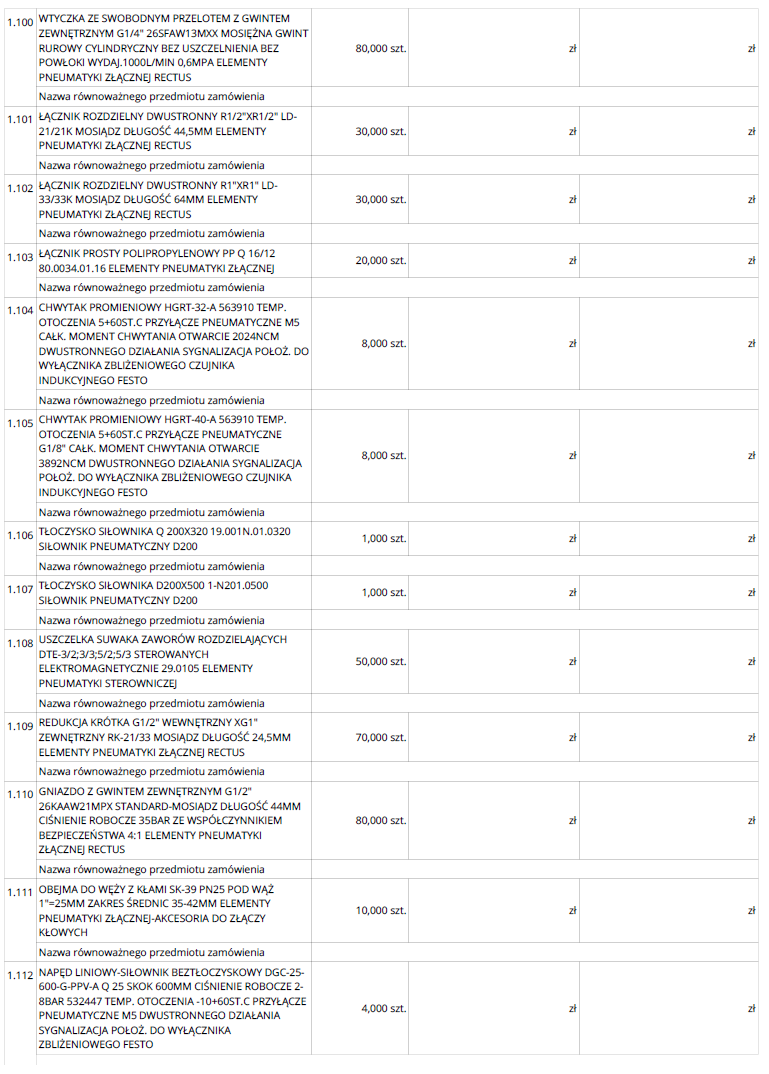 1.100
WTYCZKA ZE SWOBODNYM PRZELOTEM Z GWINTEM
ZEWNĘTRZNYM G1/4" 26SFAW13MXX MOSIĘŻNA GWINT
RUROWY CYLINDRYCZNY BEZ USZCZELNIENIA BEZ
POWŁOKI WYDAJ.1000L/MIN 0,6MPA ELEMENTY
PNEUMATYKI ZŁĄCZNEJ RECTUS
80,000 szt.
zł
zł
Nazwa równoważnego przedmiotu zamówienia
1.101
ŁĄCZNIK ROZDZIELNY DWUSTRONNY R1/2"XR1/2" LD-
21/21K MOSIĄDZ DŁUGOŚĆ 44,5MM ELEMENTY
PNEUMATYKI ZŁĄCZNEJ RECTUS
30,000 szt.
zł
zł
Nazwa równoważnego przedmiotu zamówienia
1.102
ŁĄCZNIK ROZDZIELNY DWUSTRONNY R1"XR1" LD-
33/33K MOSIĄDZ DŁUGOŚĆ 64MM ELEMENTY
PNEUMATYKI ZŁĄCZNEJ RECTUS
30,000 szt.
zł
zł
Nazwa równoważnego przedmiotu zamówienia
1.103
ŁĄCZNIK PROSTY POLIPROPYLENOWY PP Q 16/12
80.0034.01.16 ELEMENTY PNEUMATYKI ZŁĄCZNEJ
20,000 szt.
zł
zł
Nazwa równoważnego przedmiotu zamówienia
1.104
CHWYTAK PROMIENIOWY HGRT-32-A 563910 TEMP.
OTOCZENIA 5+60ST.C PRZYŁĄCZE PNEUMATYCZNE M5
CAŁK. MOMENT CHWYTANIA OTWARCIE 2024NCM
DWUSTRONNEGO DZIAŁANIA SYGNALIZACJA POŁOŻ. DO
WYŁĄCZNIKA ZBLIŻENIOWEGO CZUJNIKA
INDUKCYJNEGO FESTO
8,000 szt.
zł
zł
Nazwa równoważnego przedmiotu zamówienia
1.105
CHWYTAK PROMIENIOWY HGRT-40-A 563910 TEMP.
OTOCZENIA 5+60ST.C PRZYŁĄCZE PNEUMATYCZNE
G1/8" CAŁK. MOMENT CHWYTANIA OTWARCIE
3892NCM DWUSTRONNEGO DZIAŁANIA SYGNALIZACJA
POŁOŻ. DO WYŁĄCZNIKA ZBLIŻENIOWEGO CZUJNIKA
INDUKCYJNEGO FESTO
8,000 szt.
zł
zł
Nazwa równoważnego przedmiotu zamówienia
1.106
TŁOCZYSKO SIŁOWNIKA Q 200X320 19.001N.01.0320
SIŁOWNIK PNEUMATYCZNY D200
1,000 szt.
zł
zł
Nazwa równoważnego przedmiotu zamówienia
1.107
TŁOCZYSKO SIŁOWNIKA D200X500 1-N201.0500
SIŁOWNIK PNEUMATYCZNY D200
1,000 szt.
zł
zł
Nazwa równoważnego przedmiotu zamówienia
1.108
USZCZELKA SUWAKA ZAWORÓW ROZDZIELAJĄCYCH
DTE-3/2;3/3;5/2;5/3 STEROWANYCH
ELEKTROMAGNETYCZNIE 29.0105 ELEMENTY
PNEUMATYKI STEROWNICZEJ
50,000 szt.
zł
zł
Nazwa równoważnego przedmiotu zamówienia
1.109
REDUKCJA KRÓTKA G1/2" WEWNĘTRZNY XG1"
ZEWNĘTRZNY RK-21/33 MOSIĄDZ DŁUGOŚĆ 24,5MM
ELEMENTY PNEUMATYKI ZŁĄCZNEJ RECTUS
70,000 szt.
zł
zł
Nazwa równoważnego przedmiotu zamówienia
1.110
GNIAZDO Z GWINTEM ZEWNĘTRZNYM G1/2"
26KAAW21MPX STANDARD-MOSIĄDZ DŁUGOŚĆ 44MM
CIŚNIENIE ROBOCZE 35BAR ZE WSPÓŁCZYNNIKIEM
BEZPIECZEŃSTWA 4:1 ELEMENTY PNEUMATYKI
ZŁĄCZNEJ RECTUS
80,000 szt.
zł
zł
Nazwa równoważnego przedmiotu zamówienia
1.111
OBEJMA DO WĘŻY Z KŁAMI SK-39 PN25 POD WĄŻ
1"=25MM ZAKRES ŚREDNIC 35-42MM ELEMENTY
PNEUMATYKI ZŁĄCZNEJ-AKCESORIA DO ZŁĄCZY
KŁOWYCH
10,000 szt.
zł
zł
Nazwa równoważnego przedmiotu zamówienia
1.112
NAPĘD LINIOWY-SIŁOWNIK BEZTŁOCZYSKOWY DGC-25-
600-G-PPV-A Q 25 SKOK 600MM CIŚNIENIE ROBOCZE 2-
8BAR 532447 TEMP. OTOCZENIA -10+60ST.C PRZYŁĄCZE
PNEUMATYCZNE M5 DWUSTRONNEGO DZIAŁANIA
SYGNALIZACJA POŁOŻ. DO WYŁĄCZNIKA
ZBLIŻENIOWEGO FESTO
4,000 szt.
zł
zł